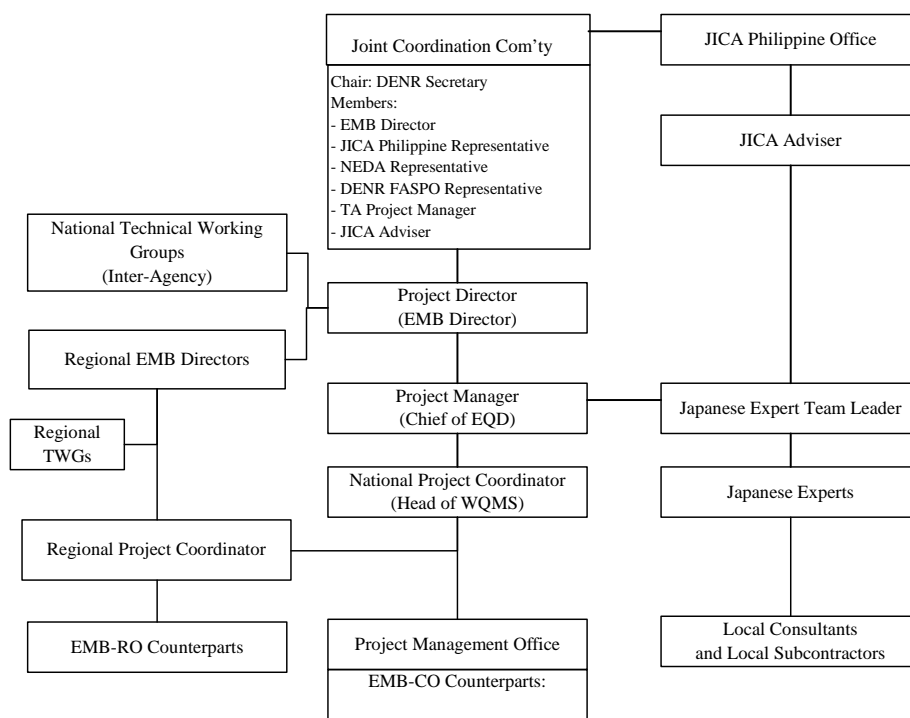 Joint Coordination Com'ty
JICA Philippine Office
Chair: DENR Secretary
Members:
- EMB Director
- JICA Philippine Representative
- NEDA Representative
- DENR FASPO Representative
- TA Project Manager
- JICA Adviser
JICA Adviser
National Technical Working
Groups
(Inter-Agency)
Project Director
(EMB Director)
Regional EMB Directors
Project Manager
(Chief of EQD)
Japanese Expert Team Leader
Regional
TWGs
National Project Coordinator
(Head of WQMS)
Japanese Experts
Regional Project Coordinator
EMB-RO Counterparts
Project Management Office
EMB-CO Counterparts:
Local Consultants
and Local Subcontractors